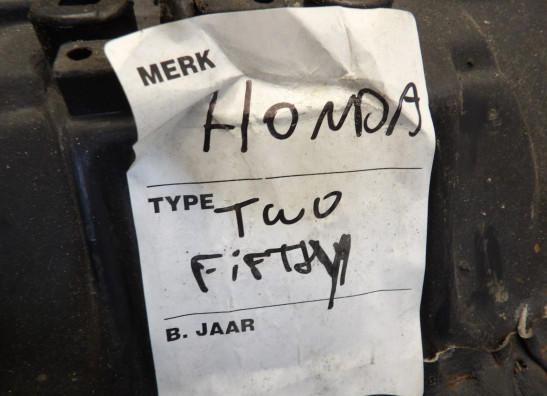 MERK
HONDA
TYPE TWO
FiFTy
B. JAAR